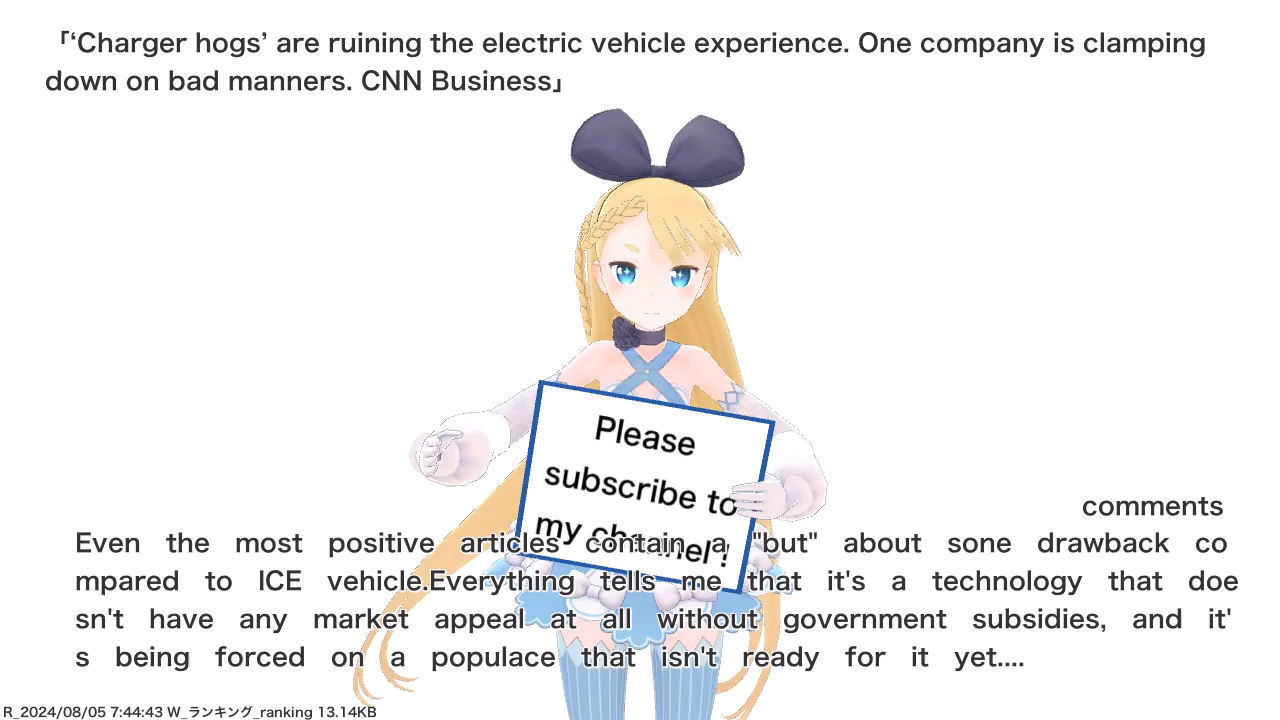 「‘Charger hogs’ are ruining the electric vehicle experience. One company is clamping
down on bad manners. CNN Business」
Please
subscribe to
my channel !
comments
Even the most positive articles contain a "but" about sone drawback co
mpared to ICE vehicle.Everything tells me that it's a technology that doe
sn't have any market appeal at all without government subsidies, and it'
s being forced on a populace that isn't ready for it yet....
R_2024/08/05 7:44:43 W_ランキング_ranking 13.14KB